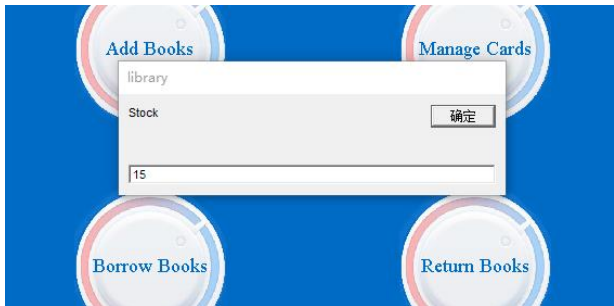 Add Books
Manage Cards
library
Stock
确定
15
Borrow Books
Return Books